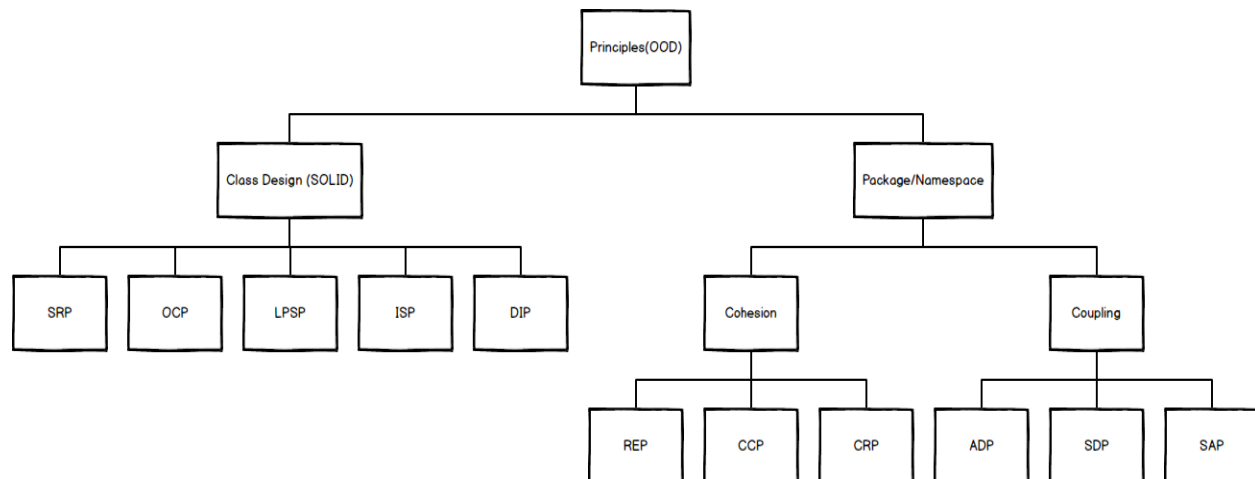 Principles(OOD)
Class Design (SOLID)
Package/Namespace
SRP
OCP
LPSP
ISP
DIP
Cohesion
Coupling
REP
CCP
CRP
ADP
SDP
SAP